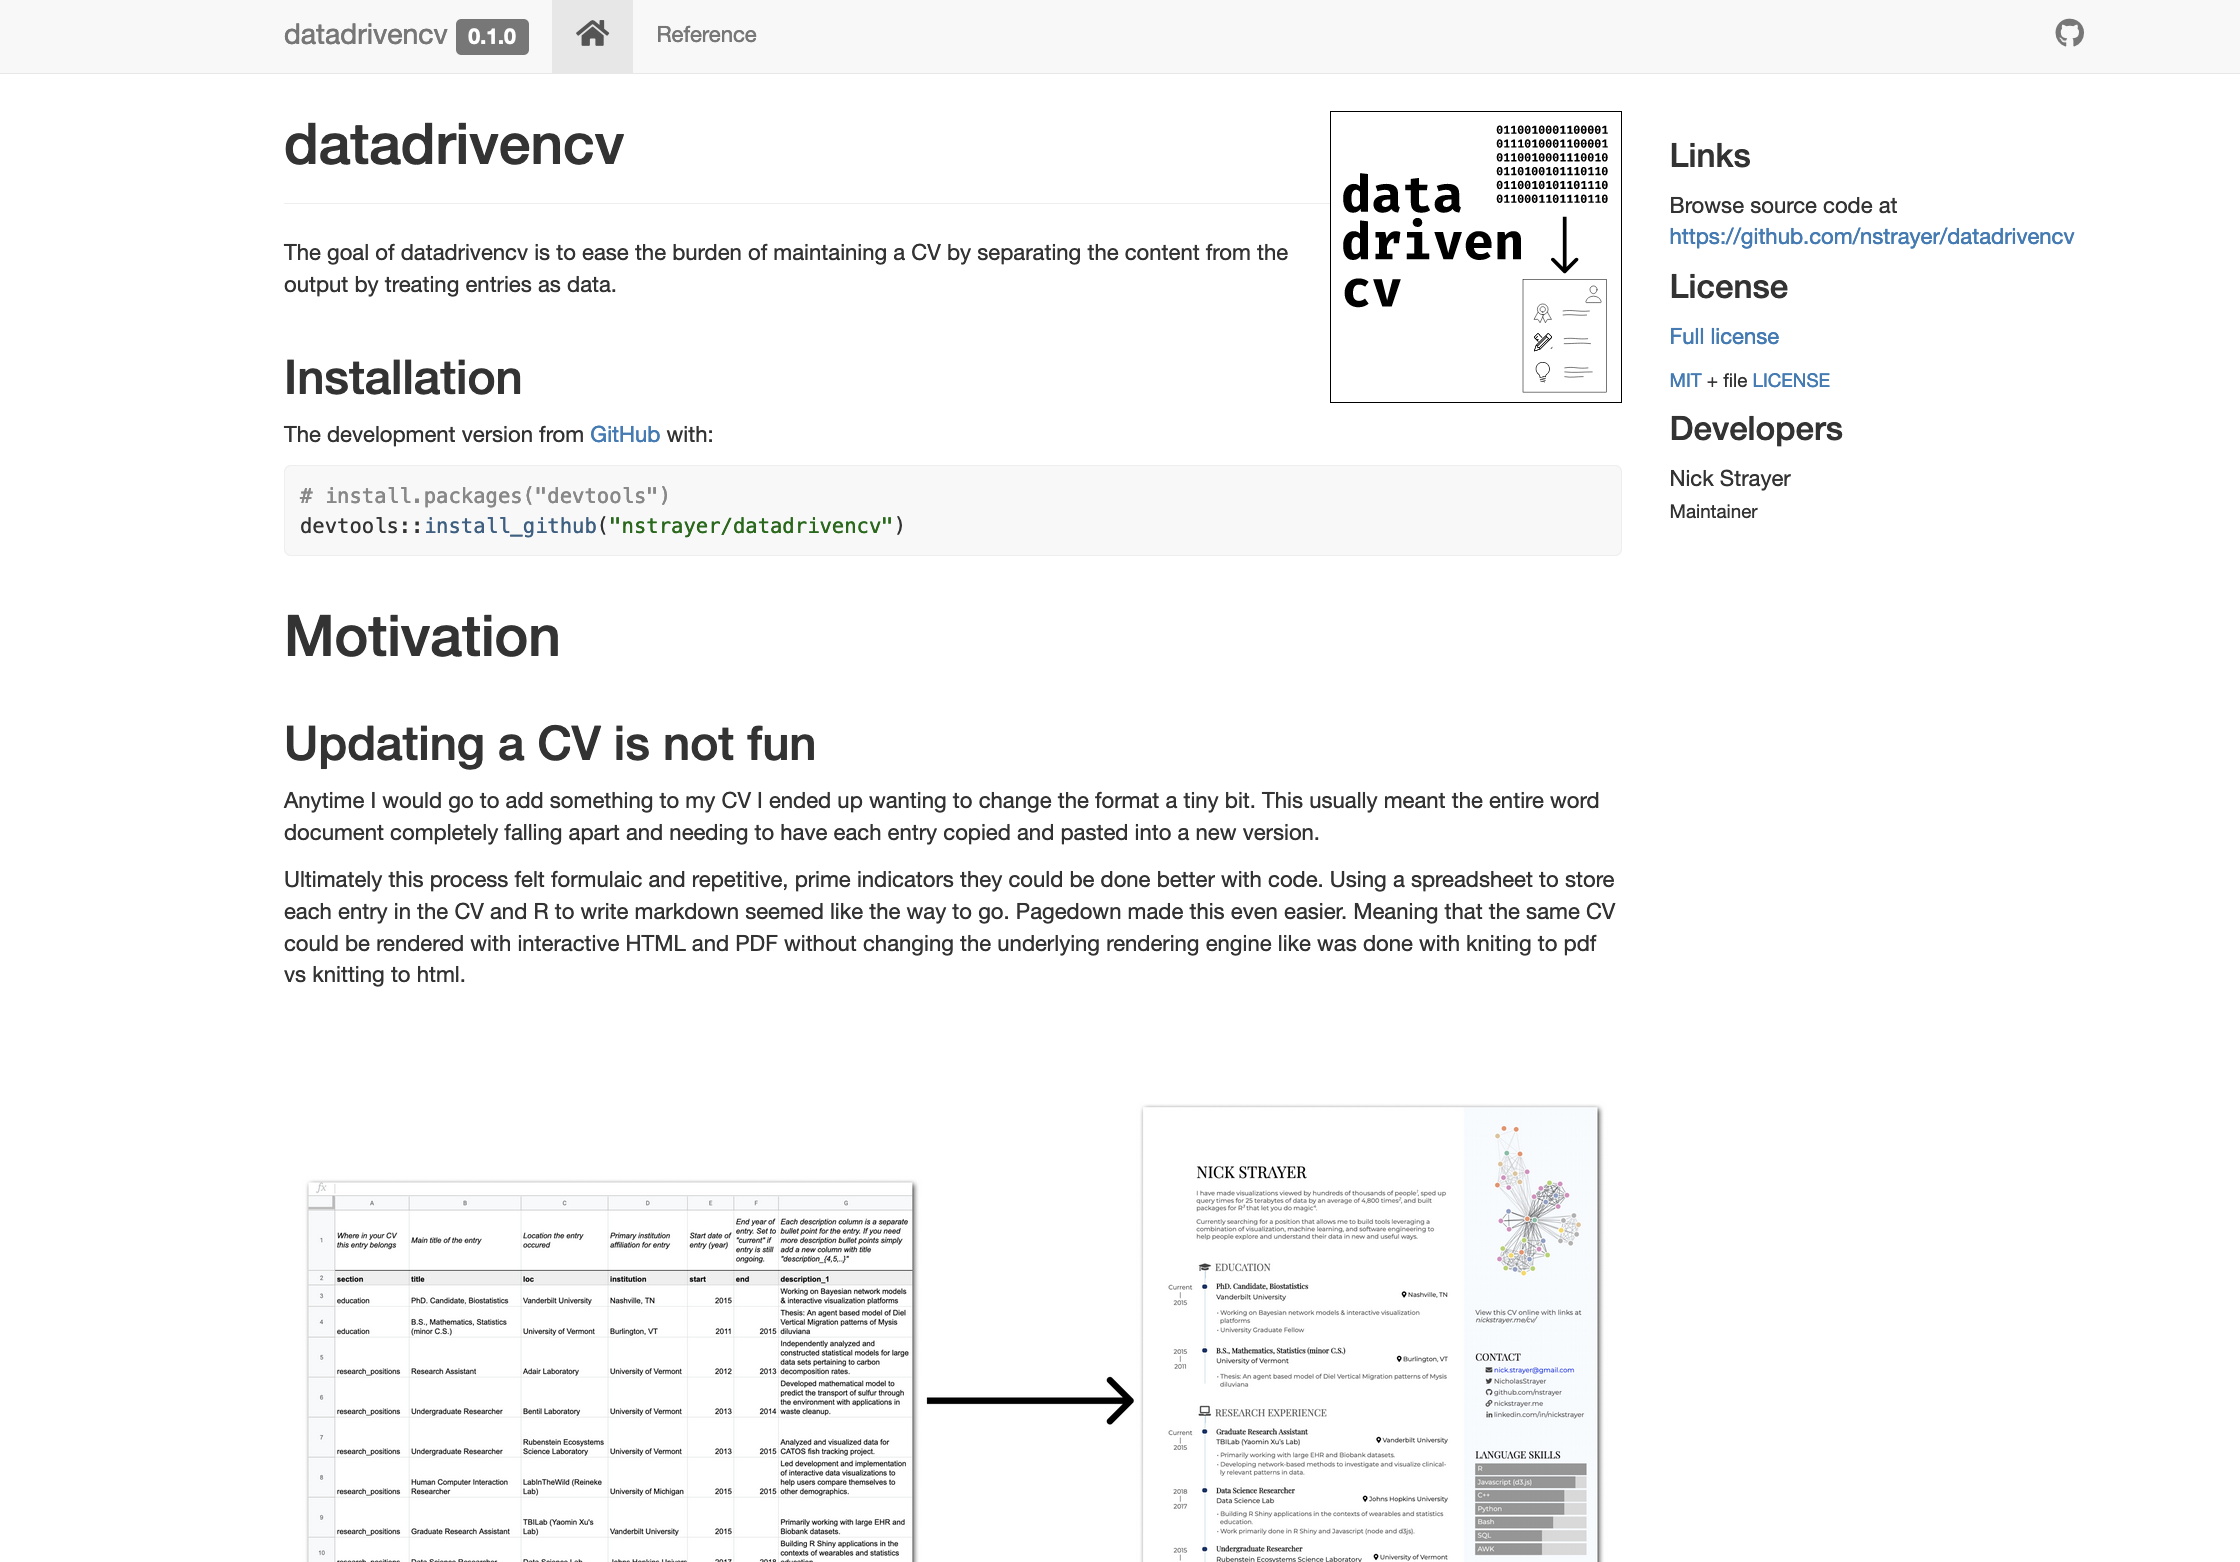 datadrivencv 0.1.0 Reference
datadrivencv
The goal of datadrivencv is to ease the burden of maintaining a CV by separating the content from the
output by treating entries as data.
0110010001100001
0111010001100001
0110010001110010
0110100101110110
0110010101101110
0110001101110110
data
driven
cv
Links
Browse source code at
https://github.com/nstrayer/datadrivencv
License
Full license
MIT + file LICENSE
Developers
Nick Strayer
Maintainer
Installation
The development version from GitHub with:
# install.packages("devtools")
devtools::install_github("nstrayer/datadrivencv")
Motivation
Updating a CV is not fun
Anytime I would go to add something to my CV I ended up wanting to change the format a tiny bit. This usually meant the entire word
document completely falling apart and needing to have each entry copied and pasted into a new version.
Ultimately this process felt formulaic and repetitive, prime indicators they could be done better with code. Using a spreadsheet to store
each entry in the CV and R to write markdown seemed like the way to go. Pagedown made this even easier. Meaning that the same CV
could be rendered with interactive HTML and PDF without changing the underlying rendering engine like was done with kniting to pdf
vs knitting to html.
fx
A B C D E F G
1
Where in your CV
this entry belongs
Main title of the entry
Location the entry
occured
Primary institution
affiliation for entry
Start date of
entry (year)
End year of
entry. Set to
"current" if
entry is still
ongoing.
Each description column is a separate
bullet point for the entry. If you need
more description bullet points simply
add a new column with title
"description_{4,5,..}"
2 section title loc institution start end description_1
3 education PhD. Candidate, Biostatistics Vanderbilt University Nashville, TN 2015
Working on Bayesian network models
& interactive visualization platforms
4 education
B.S., Mathematics, Statistics
(minor C.S.)
University of Vermont Burlington, VT 2011 2015
Thesis: An agent based model of Diel
Vertical Migration patterns of Mysis
diluviana
5 research_positions Research Assistant Adair Laboratory University of Vermont 2012 2013
Independently analyzed and
constructed statistical models for large
data sets pertaining to carbon
decomposition rates.
6 research_positions Undergraduate Researcher Bentil Laboratory University of Vermont 2013 2014
Developed mathematical model to
predict the transport of sulfur through
the environment with applications in
waste cleanup.
7 research_positions Undergraduate Researcher
Rubenstein Ecosystems
Science Laboratory
University of Vermont 2013 2015
Analyzed and visualized data for
CATOS fish tracking project.
8 research_positions
Human Computer Interaction
Researcher
LabInTheWild (Reineke
Lab)
University of Michigan 2015 2015
Led development and implementation
of interactive data visualizations to
help users compare themselves to
other demographics.
9 research_positions Graduate Research Assistant
TBILab (Yaomin Xu's
Lab)
Vanderbilt University 2015
Primarily working with large EHR and
Biobank datasets.
10
Building R Shiny applications in the
contexts of wearables and statistics
NICK STRAYER
I have made visualizations viewed by hundreds of thousands of people¹, sped up
query times for 25 terabytes of data by an average of 4,800 times², and built
packages for R³ that let you do magic⁴.
Currently searching for a position that allows me to build tools leveraging a
combination of visualization, machine learning, and software engineering to
help people explore and understand their data in new and useful ways.
EDUCATION
Current
|
2015
PhD. Candidate, Biostatistics
Vanderbilt University
Nashville, TN
- Working on Bayesian network models & interactive visualization
platforms
- University Graduate Fellow
2015
|
2011
B.S., Mathematics, Statistics (minor C.S.)
University of Vermont
Burlington, VT
- Thesis: An agent based model of Diel Vertical Migration patterns of Mysis
diluviana
RESEARCH EXPERIENCE
Current
|
2015
Graduate Research Assistant
TBILab (Yaomin Xu's Lab)
Vanderbilt University
- Primarily working with large EHR and Biobank datasets.
- Developing network-based methods to investigate and visualize clinical-
ly relevant patterns in data.
2018
|
2017
Data Science Researcher
Data Science Lab
Johns Hopkins University
- Building R Shiny applications in the contexts of wearables and statistics
education.
- Work primarily done in R Shiny and Javascript (node and d3js).
2015
|
Undergraduate Researcher
Rubenstein Ecosystems Science Laboratory
University of Vermont
View this CV online with links at
nickstrayer.me/cv/
CONTACT
nick.strayer@gmail.com
NicholasStrayer
github.com/nstrayer
nickstrayer.me
linkedin.com/in/nickstrayer
LANGUAGE SKILLS
R
Javascript (d3.js)
C++
Python
Bash
SQL
AWK